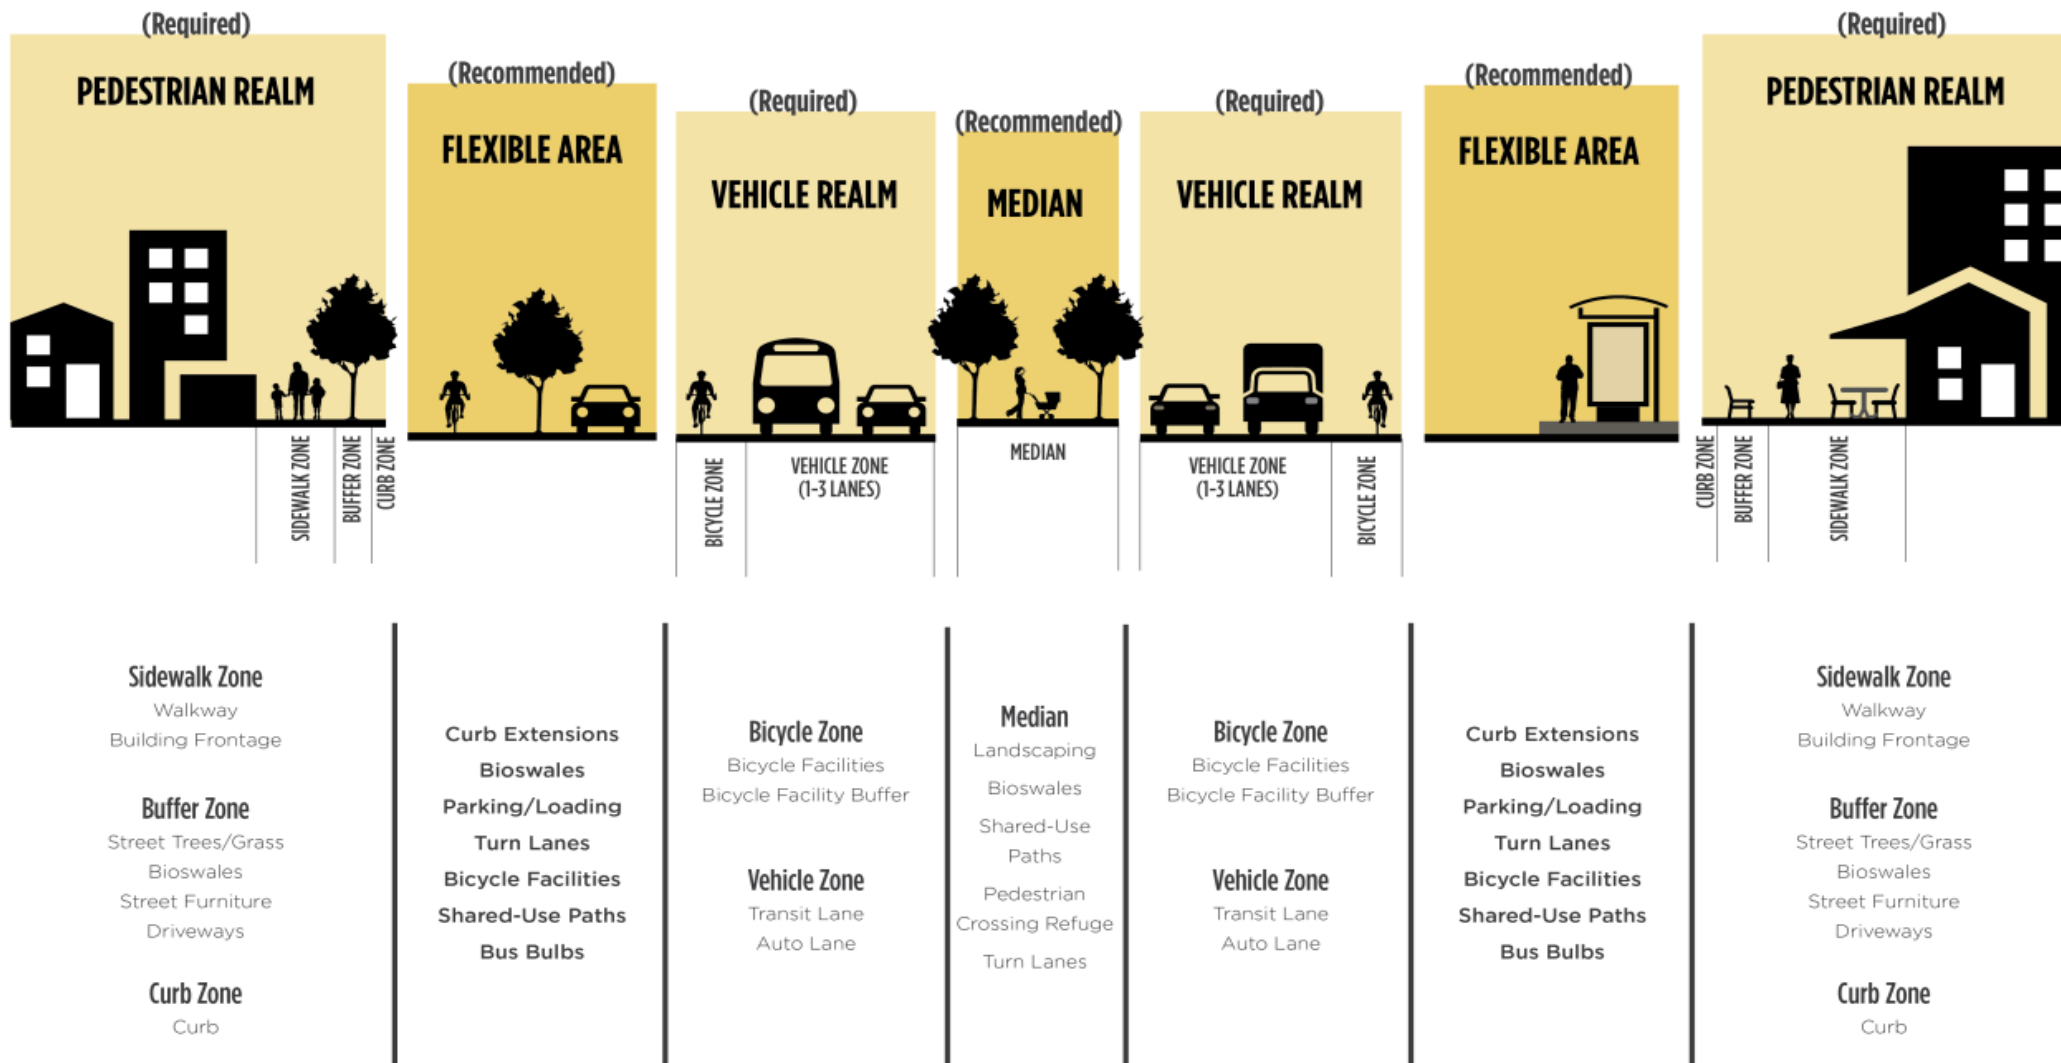 (Required)
PEDESTRIAN REALM
(Recommended)
FLEXIBLE AREA
(Required)
VEHICLE REALM
(Recommended)
MEDIAN
(Required)
VEHICLE REALM
(Recommended)
FLEXIBLE AREA
(Required)
PEDESTRIAN REALM
SIDEWALK ZONE
BUFFER ZONE
CURB ZONE
BICYCLE ZONE
VEHICLE ZONE
(1-3 LANES)
MEDIAN
VEHICLE ZONE
(1-3 LANES)
BICYCLE ZONE
CURB ZONE
BUFFER ZONE
SIDEWALK ZONE
Sidewalk Zone
Walkway
Building Frontage
Buffer Zone
Street Trees/Grass
Bioswales
Street Furniture
Driveways
Curb Zone
Curb
Curb Extensions
Bioswales
Parking/Loading
Turn Lanes
Bicycle Facilities
Shared-Use Paths
Bus Bulbs
Bicycle Zone
Bicycle Facilities
Bicycle Facility Buffer
Vehicle Zone
Transit Lane
Auto Lane
Median
Landscaping
Bioswales
Shared-Use
Paths
Pedestrian
Crossing Refuge
Turn Lanes
Bicycle Zone
Bicycle Facilities
Bicycle Facility Buffer
Vehicle Zone
Transit Lane
Auto Lane
Curb Extensions
Bioswales
Parking/Loading
Turn Lanes
Bicycle Facilities
Shared-Use Paths
Bus Bulbs
Sidewalk Zone
Walkway
Building Frontage
Buffer Zone
Street Trees/Grass
Bioswales
Street Furniture
Driveways
Curb Zone
Curb